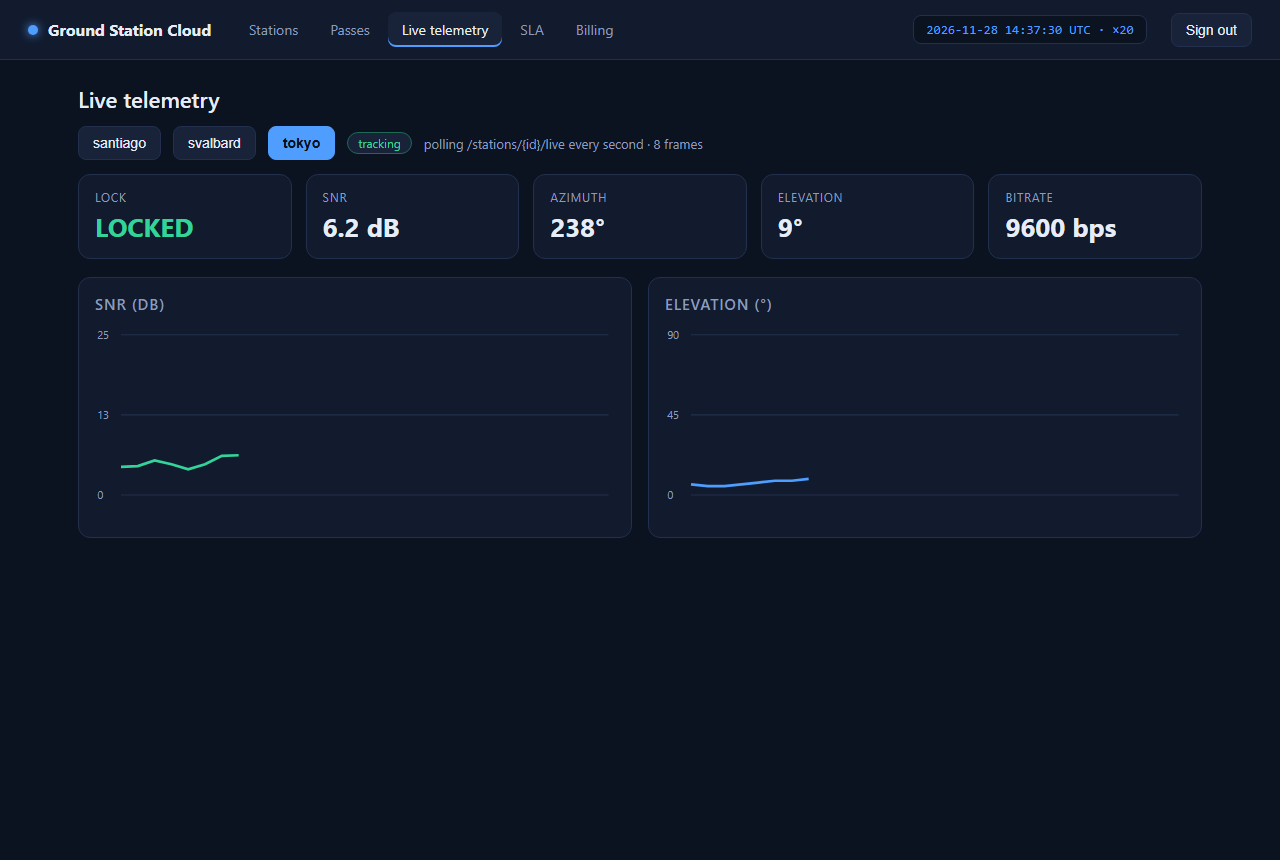 Ground Station Cloud Stations Passes Live telemetry SLA Billing 2026-11-28 14:37:30 UTC · ×20 Sign out
Live telemetry
santiago svalbard tokyo tracking polling /stations/{id}/live every second · 8 frames
LOCK SNR AZIMUTH ELEVATION BITRATE
LOCKED 6.2 dB 238° 9° 9600 bps
SNR (DB) ELEVATION (°)
25 90
13 45
0 0